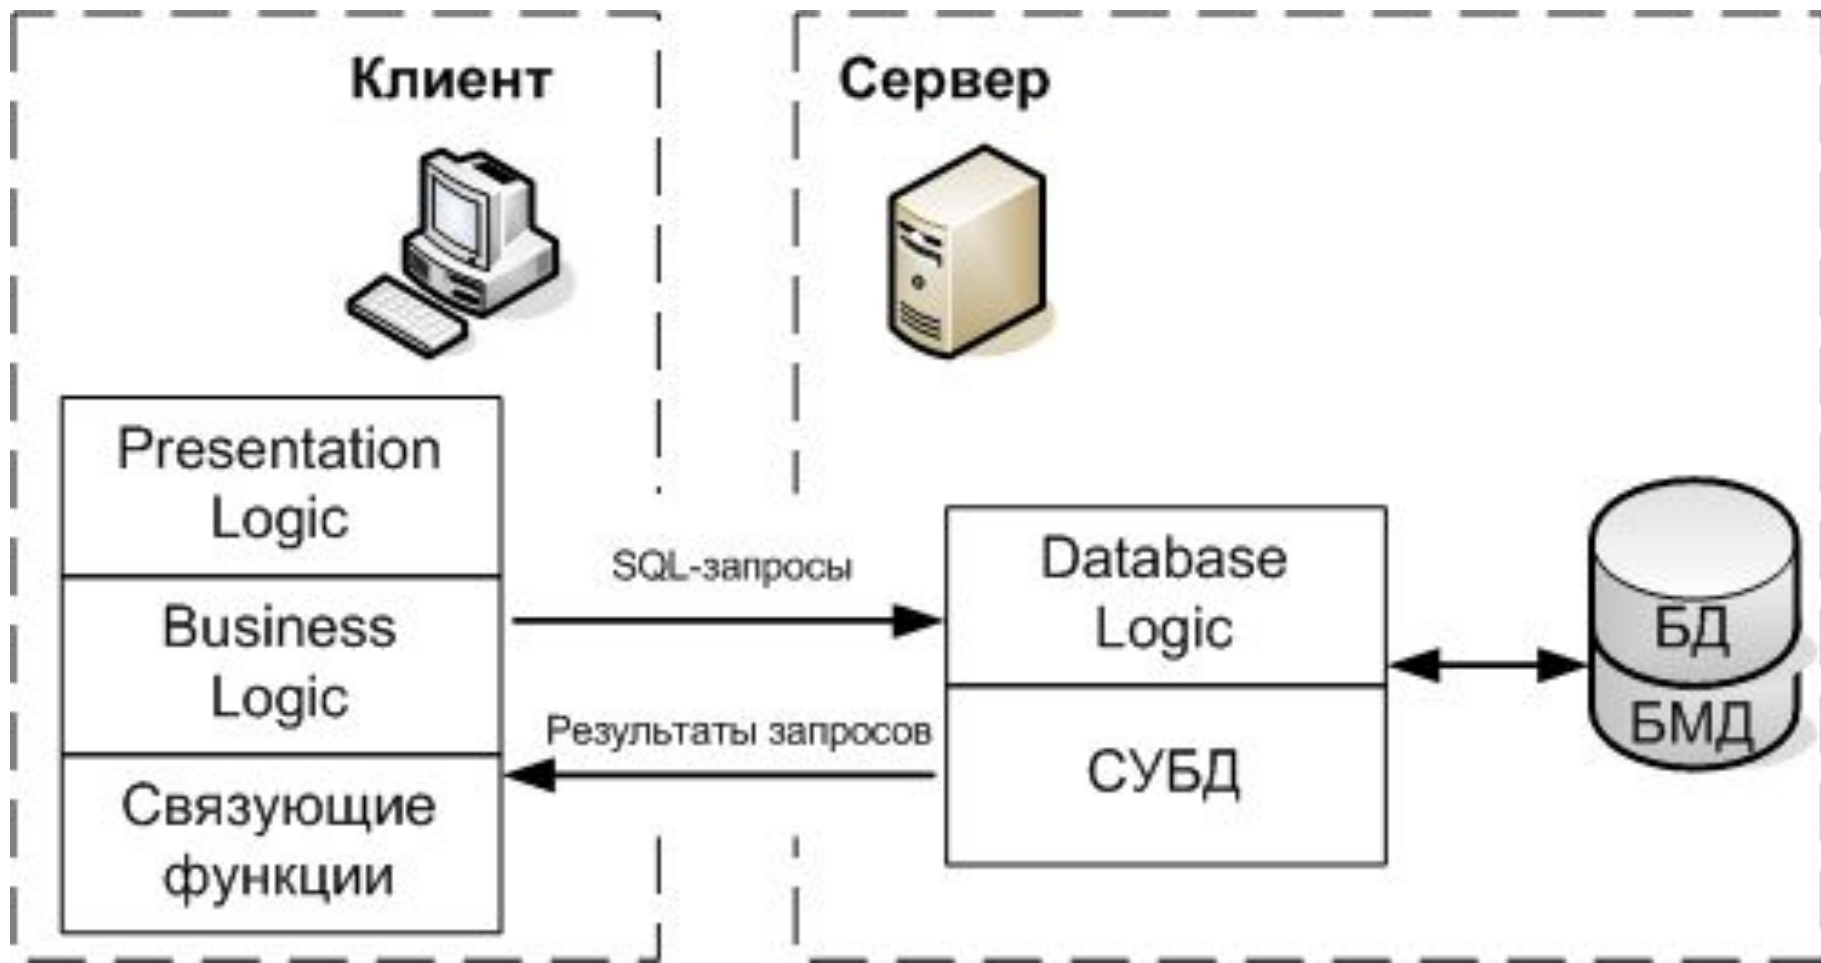 Клиент
Сервер
Presentation
Logic
Business
Logic
Связующие
функции
SQL-запросы
Результаты запросов
Database
Logic
СУБД
БД
БМД